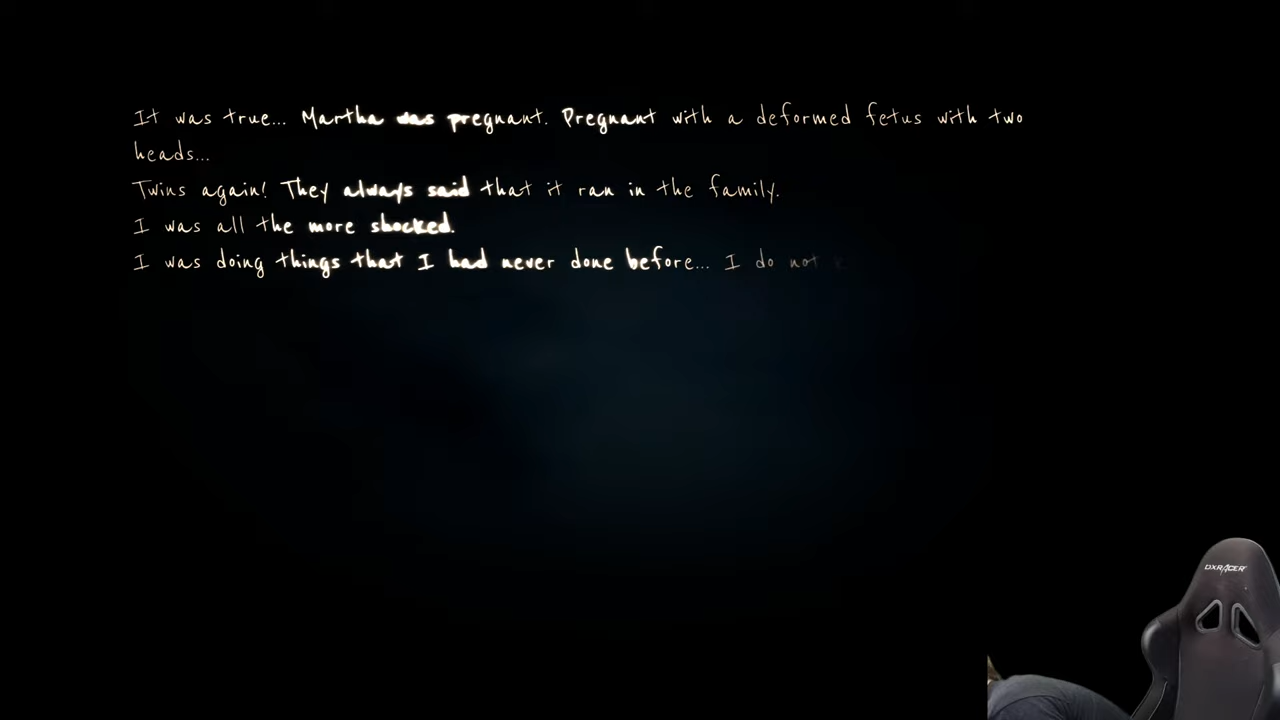 It was true... Martha was pregnant. Pregnant with a deformed fetus with two
heads...
Twins again! They always said that it ran in the family.
I was all the more shocked.
I was doing things that I had never done before... I do not
DXRACER